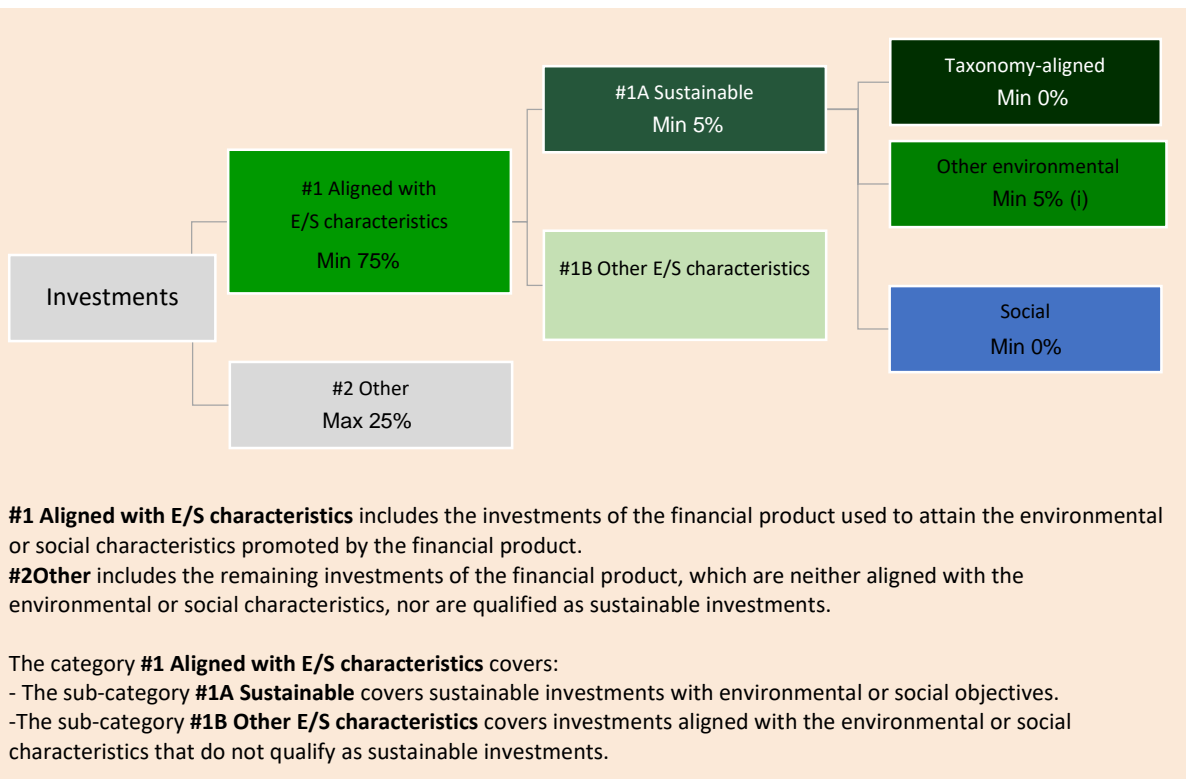 Investments
#1 Aligned with
E/S characteristics
Min 75%
#2 Other
Max 25%
#1A Sustainable
Min 5%
#1B Other E/S characteristics
Taxonomy-aligned
Min 0%
Other environmental
Min 5% (i)
Social
Min 0%
#1 Aligned with E/S characteristics includes the investments of the financial product used to attain the environmental
or social characteristics promoted by the financial product.
#2Other includes the remaining investments of the financial product, which are neither aligned with the
environmental or social characteristics, nor are qualified as sustainable investments.
The category #1 Aligned with E/S characteristics covers:
- The sub-category #1A Sustainable covers sustainable investments with environmental or social objectives.
-The sub-category #1B Other E/S characteristics covers investments aligned with the environmental or social
characteristics that do not qualify as sustainable investments.